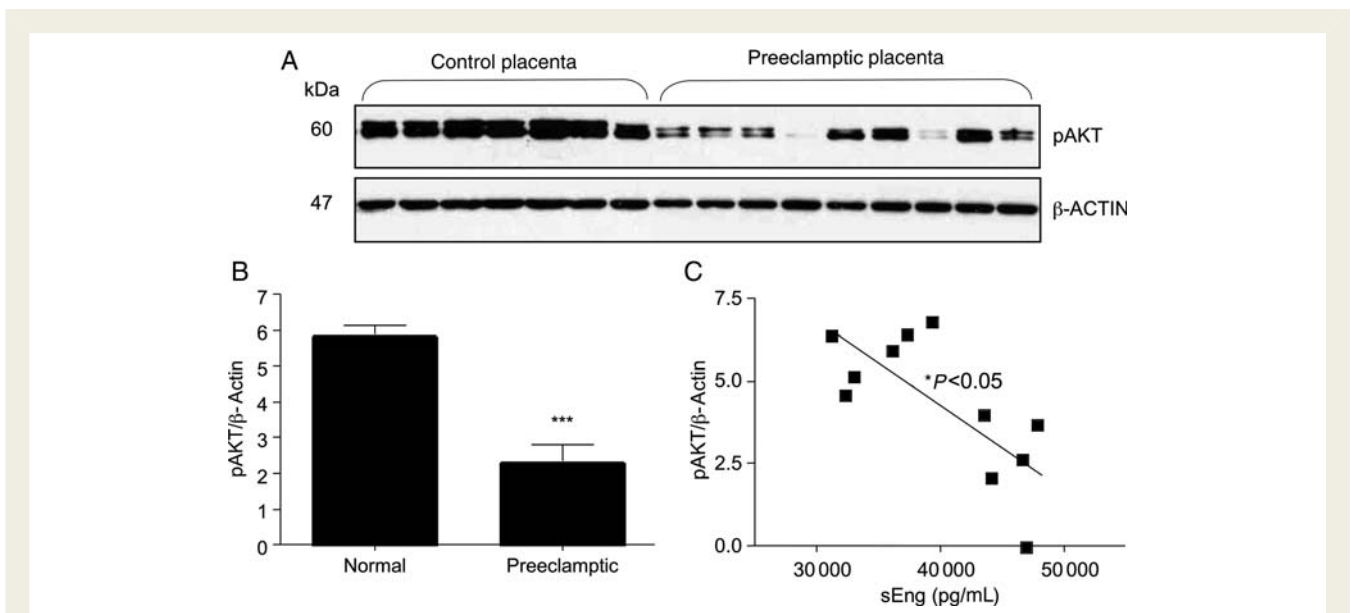 A
Control placenta
Preeclamptic placenta
kDa
60
pAKT
47
β-ACTIN
B
pAKT/β- Actin
7
6
5
4
3
2
1
0
***
Normal
Preeclamptic
C
pAKT/β-Actin
7.5
5.0
2.5
0.0
*P<0.05
30 000
40 000
50 000
sEng (pg/mL)